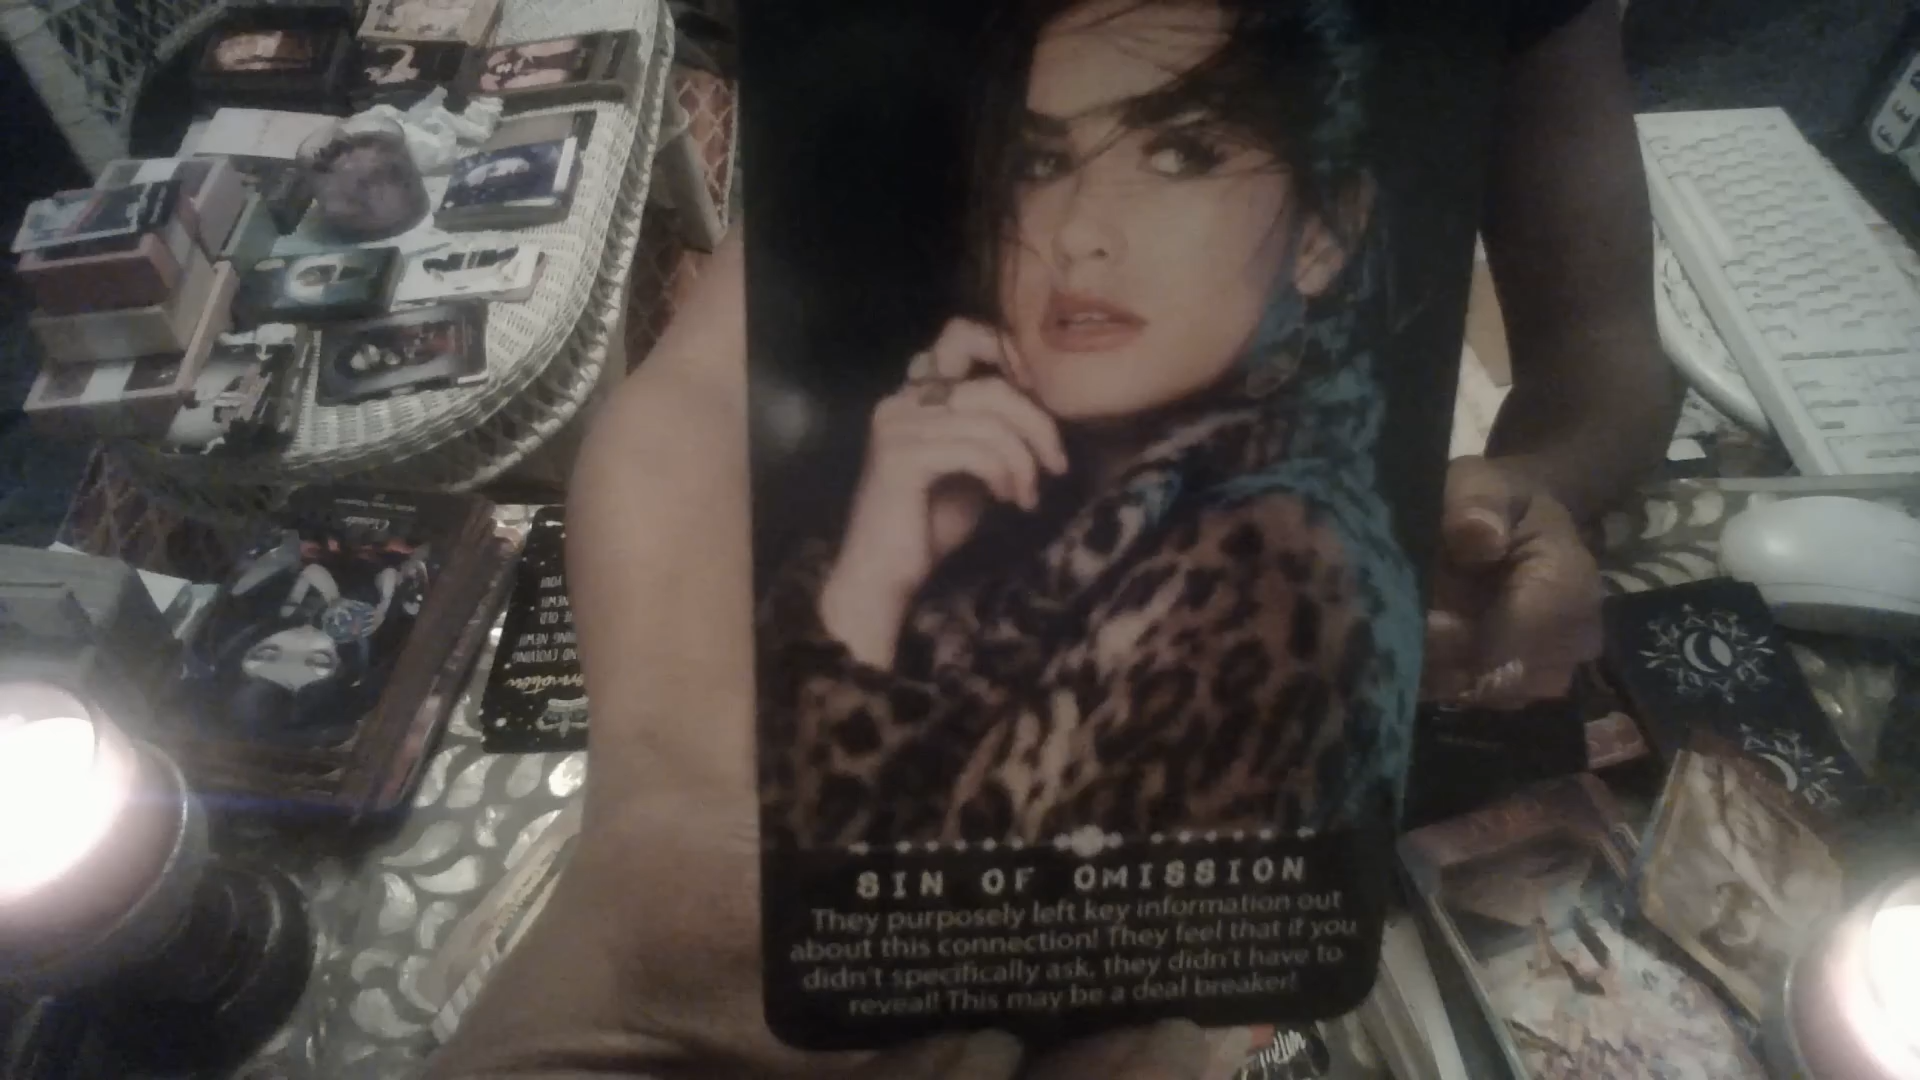 SIN OF OMISSION
They purposely left key information out
about this connection! They feel that if you
didn't specifically ask, they didn't have to
reveal! This may be a deal breaker!